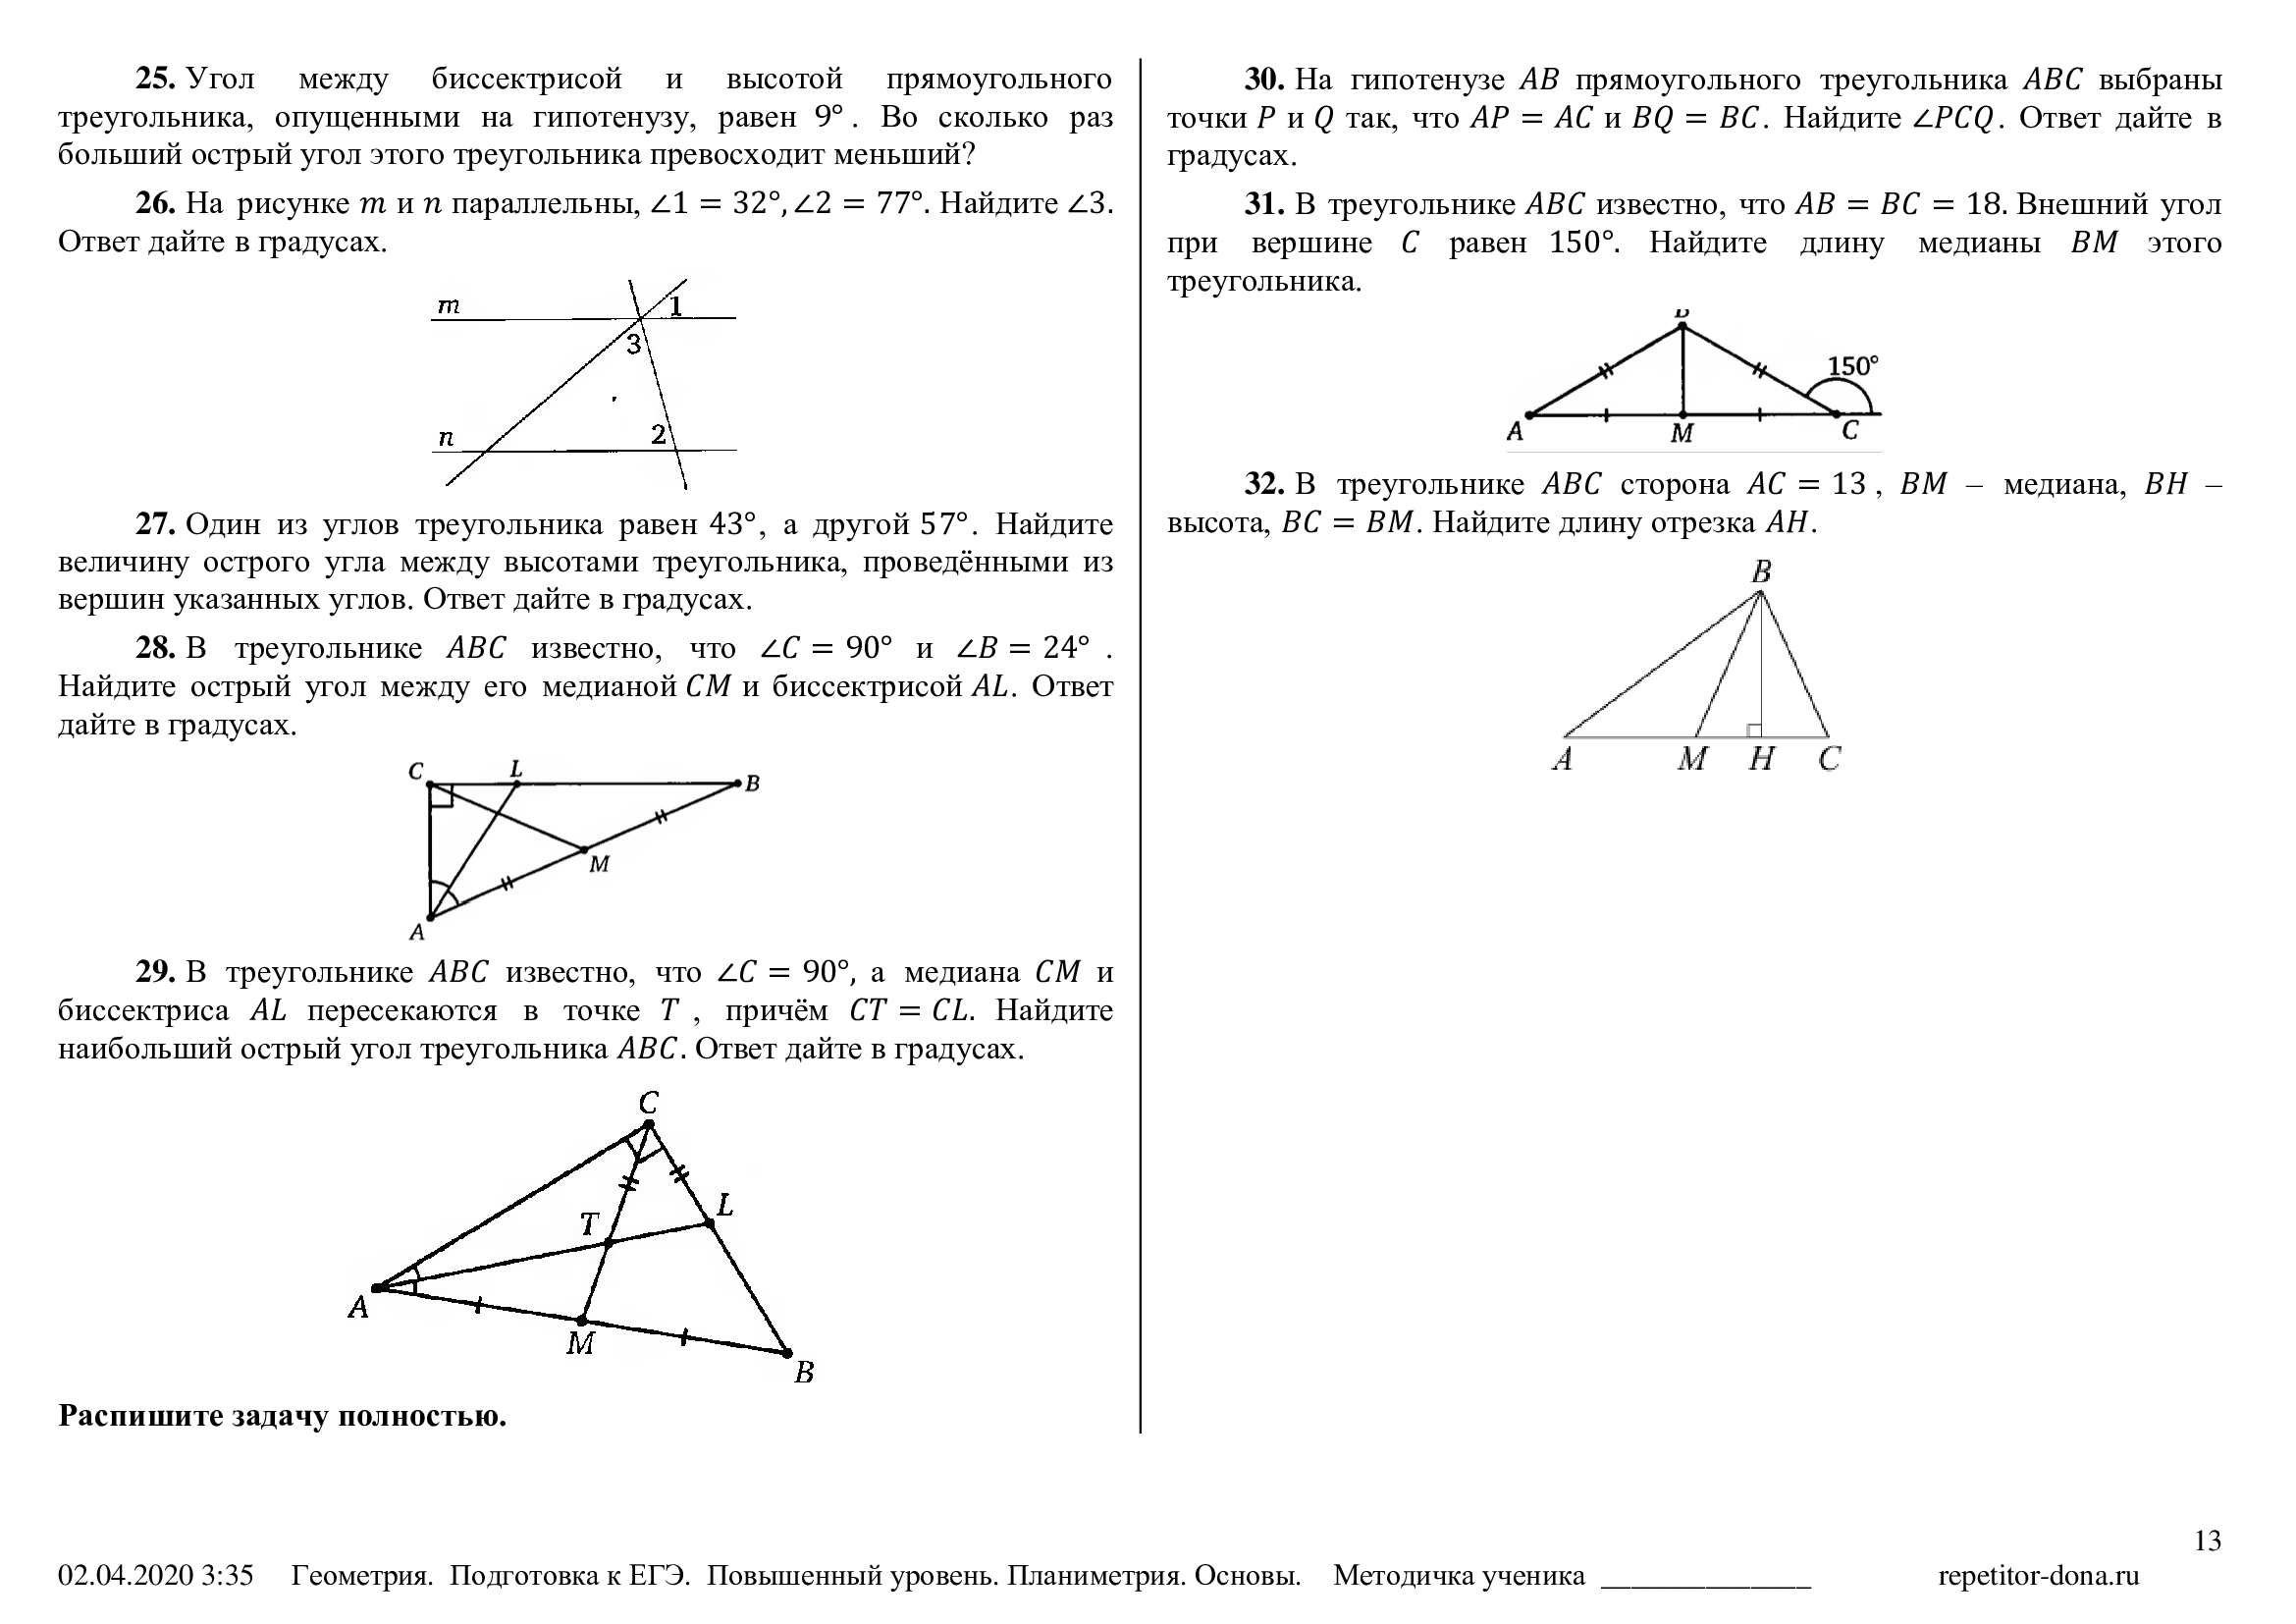 25. Угол между биссектрисой и высотой прямоугольного
треугольника, опущенными на гипотенузу, равен 9° . Во сколько раз
больший острый угол этого треугольника превосходит меньший?
26. На рисунке m и n параллельны, ∠1 = 32°, ∠2 = 77°. Найдите ∠3.
Ответ дайте в градусах.
m
1
3
n
2
27. Один из углов треугольника равен 43°, а другой 57°. Найдите
величину острого угла между высотами треугольника, проведёнными из
вершин указанных углов. Ответ дайте в градусах.
28. В треугольнике ABC известно, что ∠C = 90° и ∠B = 24° .
Найдите острый угол между его медианой CM и биссектрисой AL. Ответ
дайте в градусах.
C L B
M
A
29. В треугольнике ABC известно, что ∠C = 90°, а медиана CM и
биссектриса AL пересекаются в точке T , причём CT = CL. Найдите
наибольший острый угол треугольника ABC. Ответ дайте в градусах.
C
L
T
A
M
B
Распишите задачу полностью.
30. На гипотенузе AB прямоугольного треугольника ABC выбраны
точки P и Q так, что AP = AC и BQ = BC. Найдите ∠PCQ. Ответ дайте в
градусах.
31. В треугольнике ABC известно, что AB = BC = 18. Внешний угол
при вершине C равен 150°. Найдите длину медианы BM этого
треугольника.
B
150°
A M C
32. В треугольнике ABC сторона AC = 13 , BM – медиана, BH –
высота, BC = BM. Найдите длину отрезка AH.
B
A M H C
13
02.04.2020 3:35 Геометрия. Подготовка к ЕГЭ. Повышенный уровень. Планиметрия. Основы. Методичка ученика ______________ repetitor-dona.ru